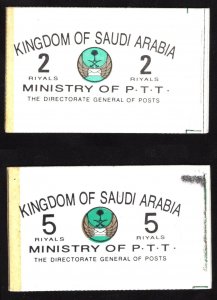 KINGDOM OF SAUDI ARABIA
2 2
RIYALS RIYALS
MINISTRY OF P·T·T·
THE DIRECTORATE GENERAL OF POSTS
KINGDOM OF SAUDI ARABIA
5 5
RIYALS RIYALS
MINISTRY OF P·T·T·
THE DIRECTORATE GENERAL OF POSTS